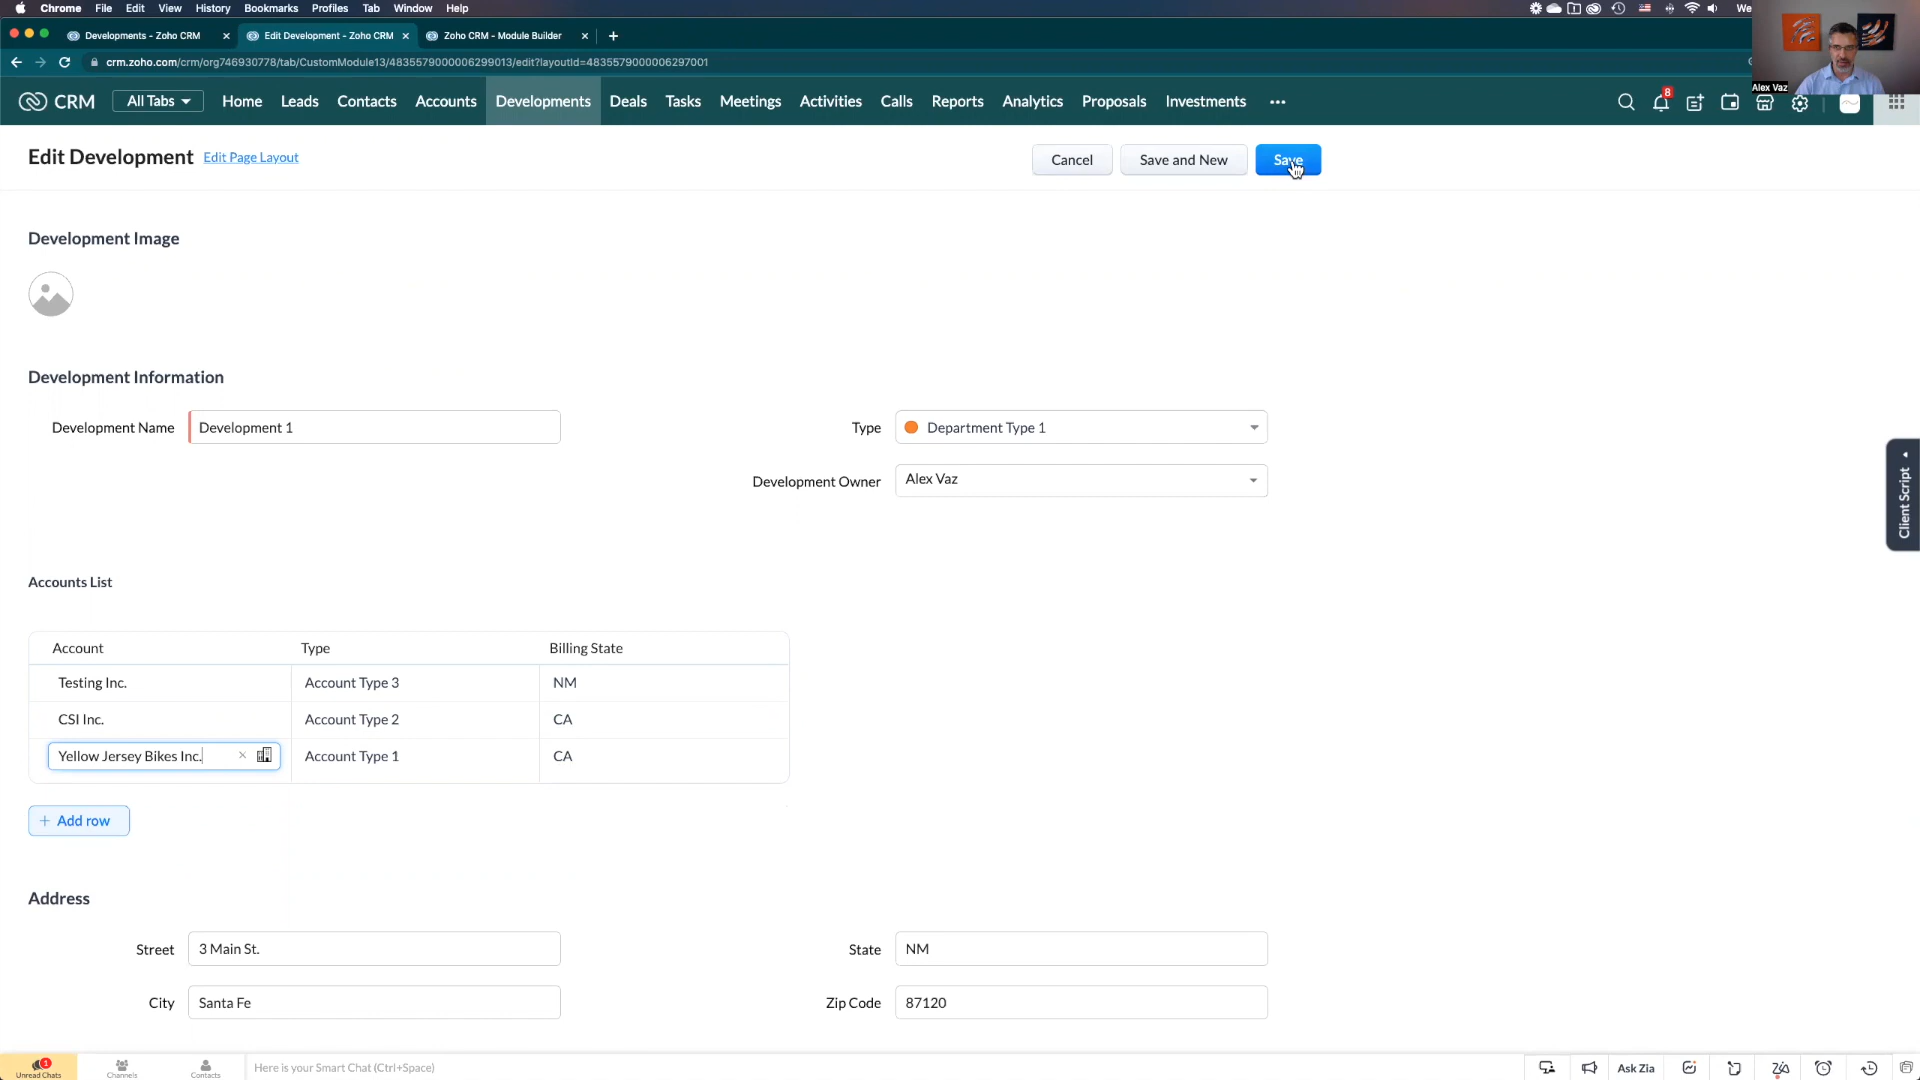 Chrome File Edit View History Bookmarks Profiles Tab Window Help We
Developments - Zoho CRM Edit Development - Zoho CRM Zoho CRM - Module Builder
crm.zoho.com/crm/org746930778/tab/CustomModule13/4835579000006299013/edit?layoutId=4835579000006297001
Alex Vaz
CRM All Tabs Home Leads Contacts Accounts Developments Deals Tasks Meetings Activities Calls Reports Analytics Proposals Investments ••• 8
Edit Development Edit Page Layout Cancel Save and New Save
Development Image
Development Information
Development Name Development 1 Type Department Type 1
Development Owner Alex Vaz
Client Script
Accounts List
Account Type Billing State
Testing Inc. Account Type 3 NM
CSI Inc. Account Type 2 CA
Yellow Jersey Bikes Inc. Account Type 1 CA
+ Add row
Address
Street 3 Main St. State NM
City Santa Fe Zip Code 87120
1
Unread Chats Channels Contacts Here is your Smart Chat (Ctrl+Space) Ask Zia